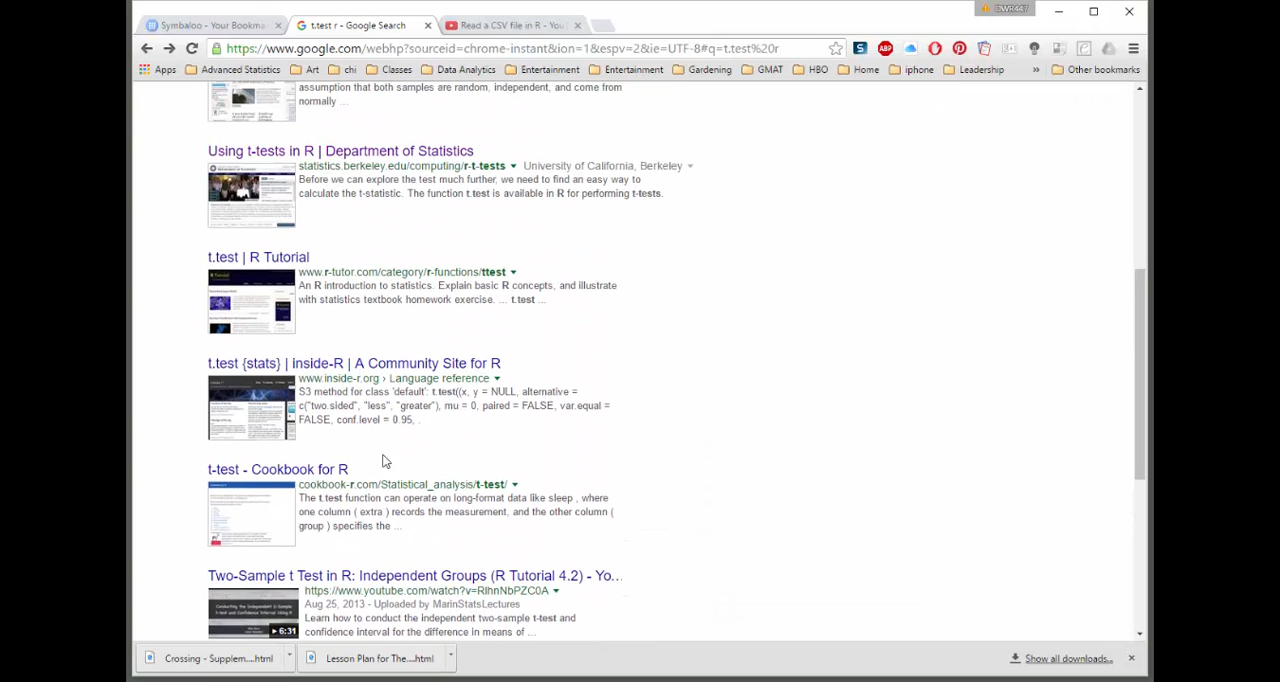 DWR447
Symbaloo - Your Bookma
t.test r - Google Search
Read a CSV file in R - You
https://www.google.com/webhp?sourceid=chrome-instant&ion=1&espv=2&ie=UTF-8#q=t.test%20r
Apps Advanced Statistics Art chi Classes Data Analytics Entertainment Entertainment Gardening GMAT HBO Home iphone Leadership » Other bookmarks
assumption that both samples are random, independent, and come from
normally ...
Using t-tests in R | Department of Statistics
statistics.berkeley.edu/computing/r-t-tests University of California, Berkeley
Before we can explore the test much further, we need to find an easy way to
calculate the t-statistic. The function t.test is available in R for performing t-tests.
t.test | R Tutorial
www.r-tutor.com/category/r-functions/ttest
An R introduction to statistics. Explain basic R concepts, and illustrate
with statistics textbook homework exercise. ... t.test ...
t.test {stats} | inside-R | A Community Site for R
www.inside-r.org › Language reference
S3 method for class 'default': t.test((x, y = NULL, alternative =
c("two.sided", "less", "greater"), mu = 0, paired = FALSE, var.equal =
FALSE, conf.level = 0.95, .
t-test - Cookbook for R
cookbook-r.com/Statistical_analysis/t-test/
The t.test function can operate on long-format data like sleep , where
one column ( extra ) records the measurement, and the other column (
group ) specifies the ...
Two-Sample t Test in R: Independent Groups (R Tutorial 4.2) - Yo...
https://www.youtube.com/watch?v=RlhnNbPZC0A
Aug 25, 2013 - Uploaded by MarinStatsLectures
Learn how to conduct the independent two-sample t-test and
confidence interval for the difference in means of ...
6:31
Crossing - Supplem....html
Lesson Plan for The....html
Show all downloads...